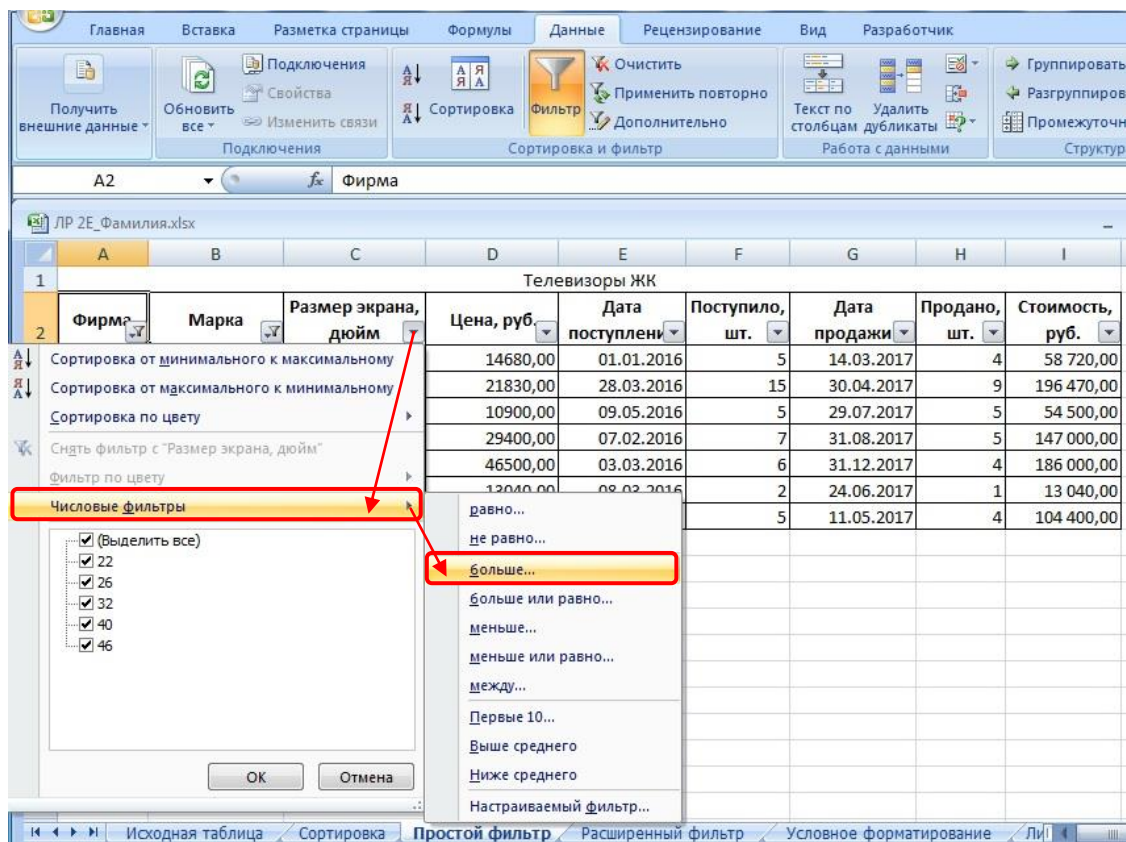 Главная Вставка Разметка страницы Формулы Данные Рецензирование Вид Разработчик
Получить внешние данные
Обновить все
Подключения
Свойства
Изменить связи
Подключения
Сортировка
Фильтр
Очистить
Применить повторно
Дополнительно
Сортировка и фильтр
Текст по столбцам
Удалить дубликаты
Работа с данными
Группировать
Разгруппиров
Промежуточн
Структур
A2 fx Фирма
ЛР 2Е_Фамилия.xlsx
A B C D E F G H I
1 Телевизоры ЖК
2 Фирма Марка Размер экрана, дюйм Цена, руб. Дата поступлени Поступило, шт. Дата продажи Продано, шт. Стоимость, руб.
14680,00 01.01.2016 5 14.03.2017 4 58 720,00
21830,00 28.03.2016 15 30.04.2017 9 196 470,00
10900,00 09.05.2016 5 29.07.2017 5 54 500,00
29400,00 07.02.2016 7 31.08.2017 5 147 000,00
46500,00 03.03.2016 6 31.12.2017 4 186 000,00
13040,00 08.03.2016 2 24.06.2017 1 13 040,00
5 11.05.2017 4 104 400,00
Сортировка от минимального к максимальному
Сортировка от максимального к минимальному
Сортировка по цвету
Снять фильтр с "Размер экрана, дюйм"
Фильтр по цвету
Числовые фильтры
(Выделить все)
22
26
32
40
46
OK Отмена
равно...
не равно...
больше...
больше или равно...
меньше...
меньше или равно...
между...
Первые 10...
Выше среднего
Ниже среднего
Настраиваемый фильтр...
Исходная таблица Сортировка Простой фильтр Расширенный фильтр Условное форматирование Ли